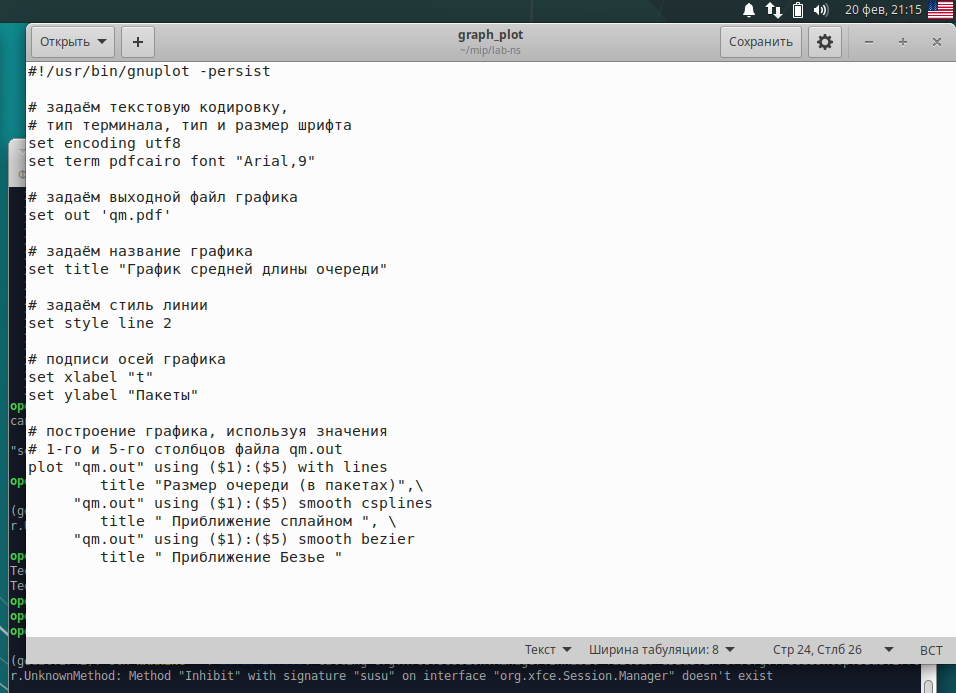 20 фев, 21:15
Открыть
+
graph_plot
~/mip/lab-ns
Сохранить
#!/usr/bin/gnuplot -persist
# задаём текстовую кодировку,
# тип терминала, тип и размер шрифта
set encoding utf8
set term pdfcairo font "Arial,9"
# задаём выходной файл графика
set out 'qm.pdf'
# задаём название графика
set title "График средней длины очереди"
# задаём стиль линии
set style line 2
# подписи осей графика
set xlabel "t"
set ylabel "Пакеты"
# построение графика, используя значения
# 1-го и 5-го столбцов файла qm.out
plot "qm.out" using ($1):($5) with lines
title "Размер очереди (в пакетах)",\
"qm.out" using ($1):($5) smooth csplines
title " Приближение сплайном ", \
"qm.out" using ($1):($5) smooth bezier
title " Приближение Безье "
Текст Ширина табуляции: 8 Стр 24, Стлб 26 ВСТ
r.UnknownMethod: Method "Inhibit" with signature "susu" on interface "org.xfce.Session.Manager" doesn't exist